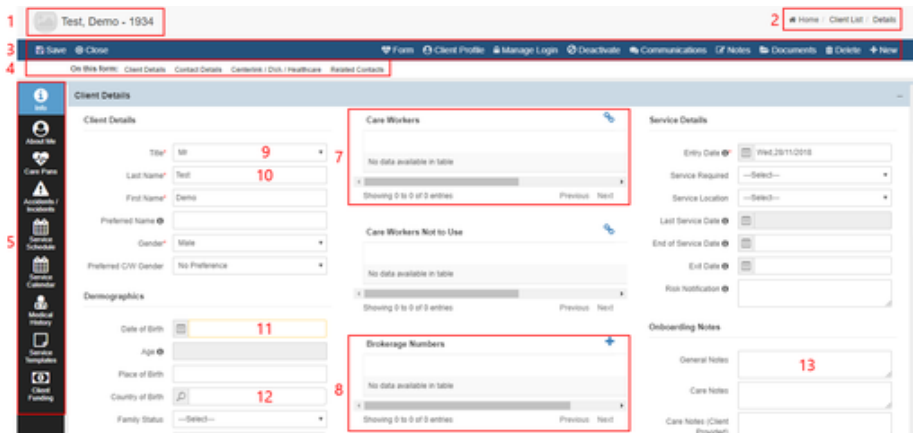 1 Test, Demo - 1934
2 Home / Client List / Details
3 Save Close Form Client Profile Manage Login Deactivate Communications Notes Documents Delete New
4 On this form: Client Details Contact Details Centerlink / DVA / Healthcare Related Contacts
5
Info
About Me
Care Plans
Accidents / Incidents
Service Schedule
Service Calendar
Medical History
Service Templates
Client Funding
Client Details
Client Details
Title* Mr 9
Last Name* Test 10
First Name* Demo
Preferred Name
Gender* Male
Preferred C/W Gender No Preference
Dermographics
Date of Birth 11
Age
Place of Birth
Country of Birth 12
Family Status ---Select---
7
Care Workers
No data available in table
Showing 0 to 0 of 0 entries Previous Next
Care Workers Not to Use
No data available in table
Showing 0 to 0 of 0 entries Previous Next
8
Brokerage Numbers
No data available in table
Showing 0 to 0 of 0 entries Previous Next
Service Details
Entry Date * Wed,28/11/2018
Service Required ---Select---
Service Location ---Select---
Last Service Date
End of Service Date
Exit Date
Risk Notification
Onboarding Notes
General Notes 13
Care Notes
Care Notes (Client
Provided)